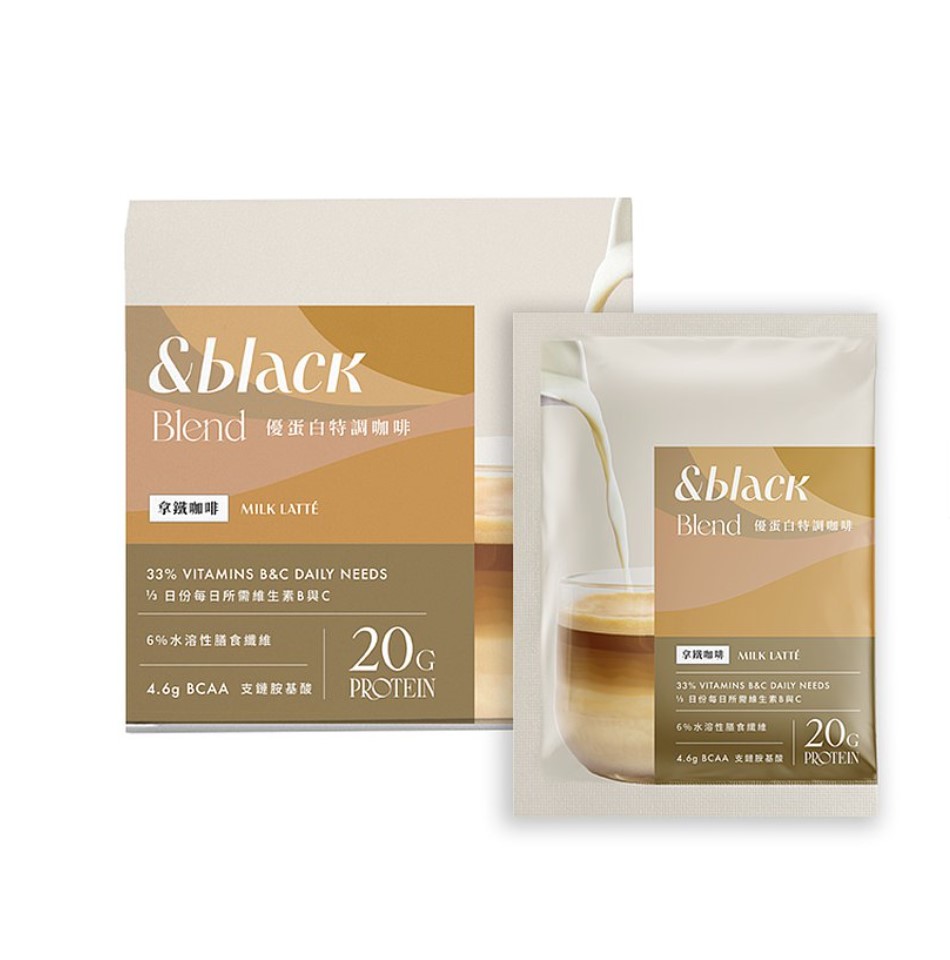 &black
Blend 優蛋白特調咖啡
拿鐵咖啡 MILK LATTÉ
33% VITAMINS B&C DAILY NEEDS
⅓ 日份每日所需維生素B與C
6%水溶性膳食纖維
4.6g BCAA 支鏈胺基酸
20G
PROTEIN
&black
Blend 優蛋白特調咖啡
拿鐵咖啡 MILK LATTÉ
33% VITAMINS B&C DAILY NEEDS
⅓ 日份每日所需維生素B與C
6%水溶性膳食纖維
4.6g BCAA 支鏈胺基酸
20G
PROTEIN